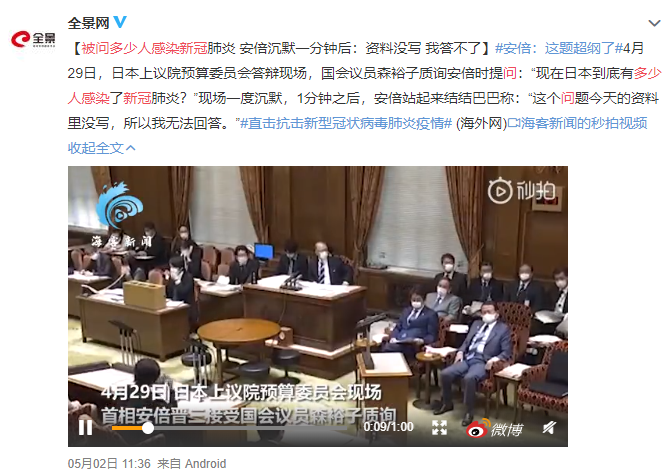 全景
全景网
【被问多少人感染新冠肺炎 安倍沉默一分钟后：资料没写 我答不了】#安倍：这题超纲了#4月
29日，日本上议院预算委员会答辩现场，国会议员森裕子质询安倍时提问：“现在日本到底有多少
人感染了新冠肺炎？”现场一度沉默，1分钟之后，安倍站起来结结巴巴称：“这个问题今天的资料
里没写，所以我无法回答。”#直击抗击新型冠状病毒肺炎疫情# (海外网)海客新闻的秒拍视频
收起全文
海客新闻
秒拍
4月29日 日本上议院预算委员会现场
首相安倍晋三接受国会议员森裕子质询
0:09/1:00
微博
05月02日 11:36 来自 Android